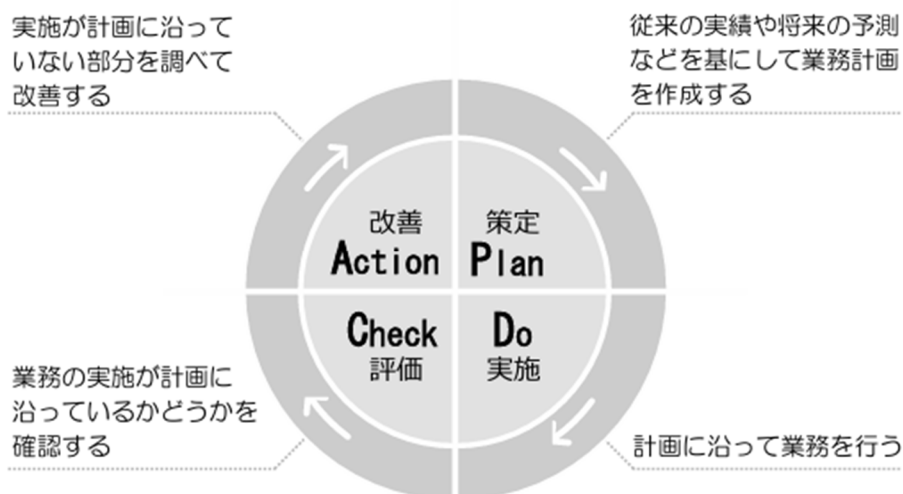 実施が計画に沿って
いない部分を調べて
改善する
従来の実績や将来の予測
などを基にして業務計画
を作成する
改善
Action
策定
Plan
Check
評価
Do
実施
業務の実施が計画に
沿っているかどうかを
確認する
計画に沿って業務を行う